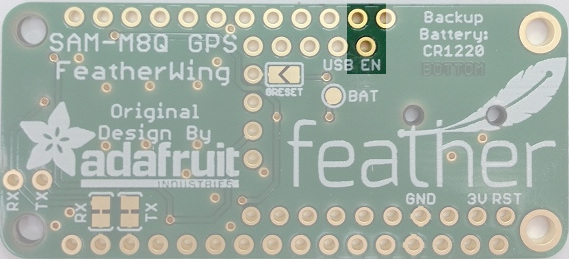 SAM-M8Q GPS
FeatherWing
USB EN
Backup
Battery:
CR1220
BOTTOM
GRESET
BAT
Original
Design By
adafruit
INDUSTRIES
feather
RX
TX
RX
TX
GND
3V RST